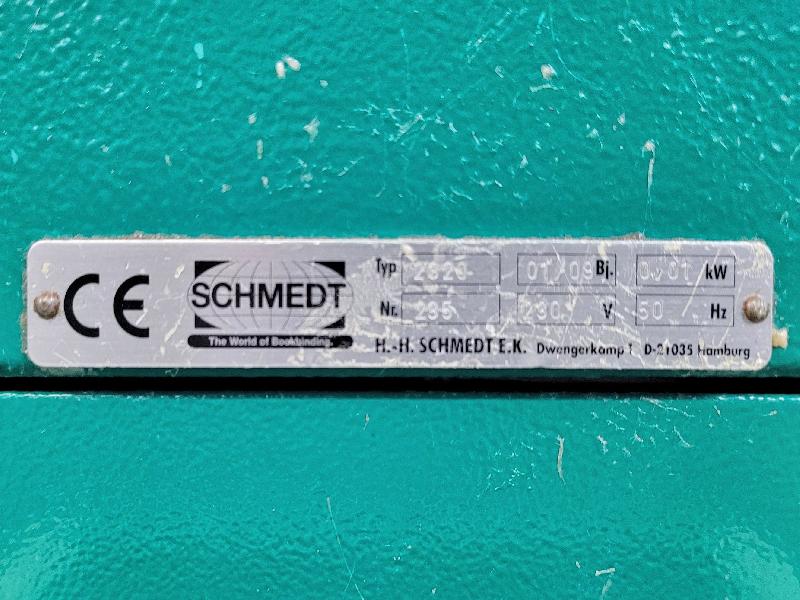 CE
SCHMEDT
The World of Bookbinding.
Typ 2820 01/09 Bj. 0,01 kW
Nr. 235 230 V 50 Hz
H.-H. SCHMEDT E.K. Dwengerkamp 1 D-21035 Hamburg